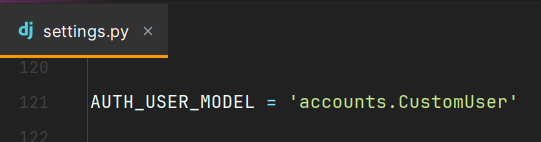 dj settings.py ×
120
121 AUTH_USER_MODEL = 'accounts.CustomUser'
122